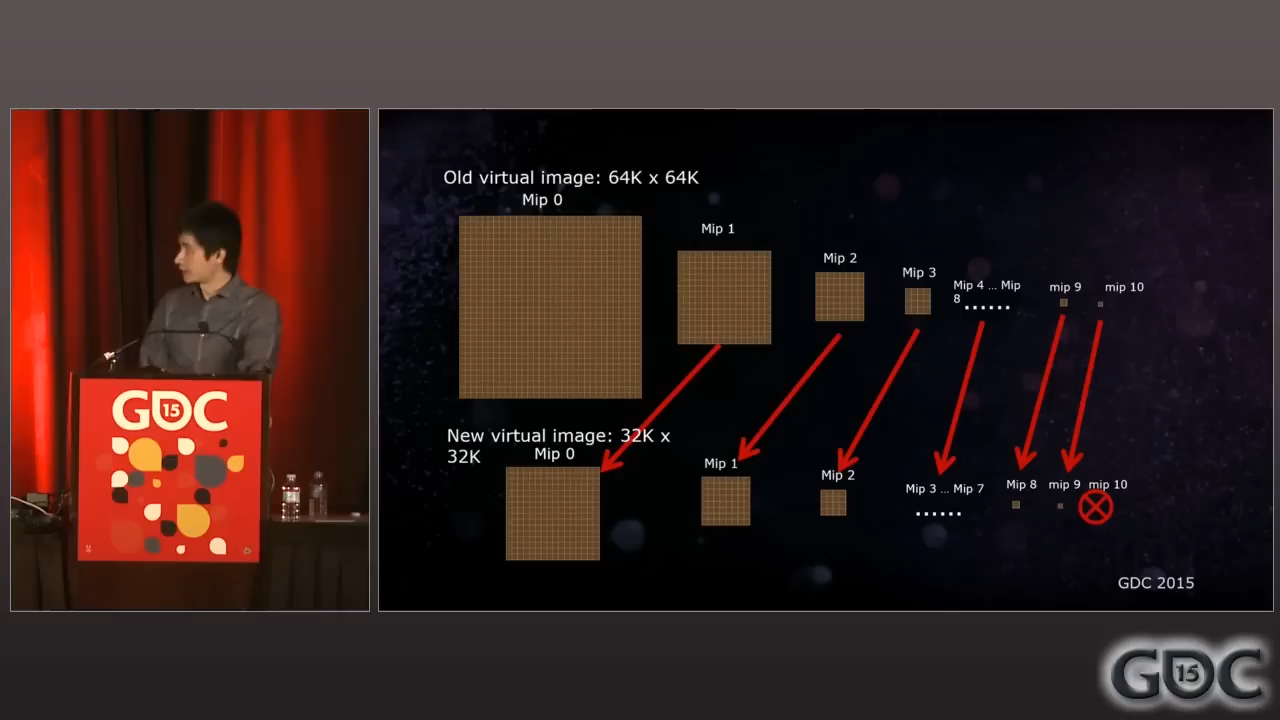 Old virtual image: 64K x 64K
Mip 0
Mip 1
Mip 2
Mip 3
Mip 4 ... Mip
8
mip 9
mip 10
New virtual image: 32K x
32K
Mip 0
Mip 1
Mip 2
Mip 3 ... Mip 7
Mip 8
mip 9
mip 10
GDC 2015
GDC
15
GDC
15